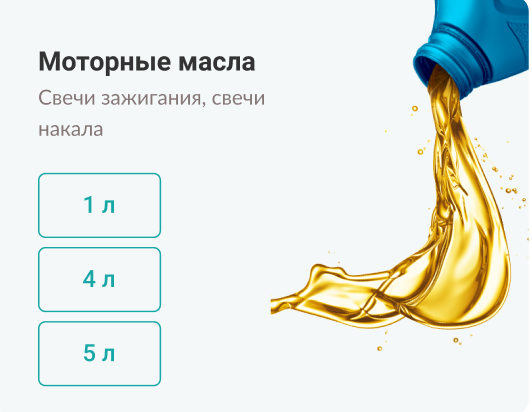 Моторные масла
Свечи зажигания, свечи
накала
1 л
4 л
5 л